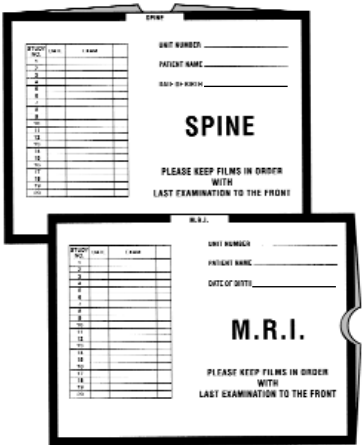 SPINE
UNIT NUMBER
PATIENT NAME
DATE OF BIRTH
STUDY NO. DATE EXAM
1
2
3
4
5
6
7
8
9
10
11
12
13
14
15
16
17
18
19
20
SPINE
PLEASE KEEP FILMS IN ORDER
WITH
LAST EXAMINATION TO THE FRONT
M.R.I.
UNIT NUMBER
PATIENT NAME
DATE OF BIRTH
STUDY NO. DATE EXAM
1
2
3
4
5
6
7
8
9
10
11
12
13
14
15
16
17
18
19
20
M.R.I.
PLEASE KEEP FILMS IN ORDER
WITH
LAST EXAMINATION TO THE FRONT